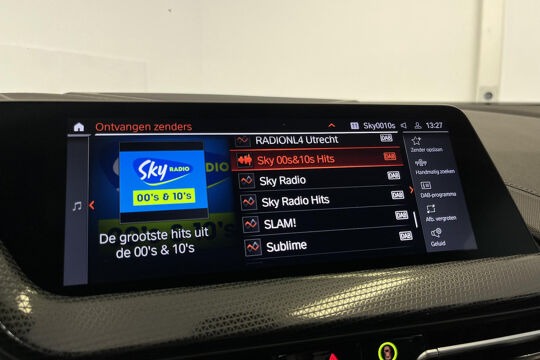 Ontvangen zenders
11 Sky0010s 13:27
Sky RADIO
00's & 10's
De grootste hits uit
de 00's & 10's
RADIONL4 Utrecht DAB
Sky 00s&10s Hits DAB
Sky Radio DAB
Sky Radio Hits DAB
SLAM! DAB
Sublime DAB
Zender opslaan
Handmatig zoeken
DAB-programma
Afb. vergroten
Geluid